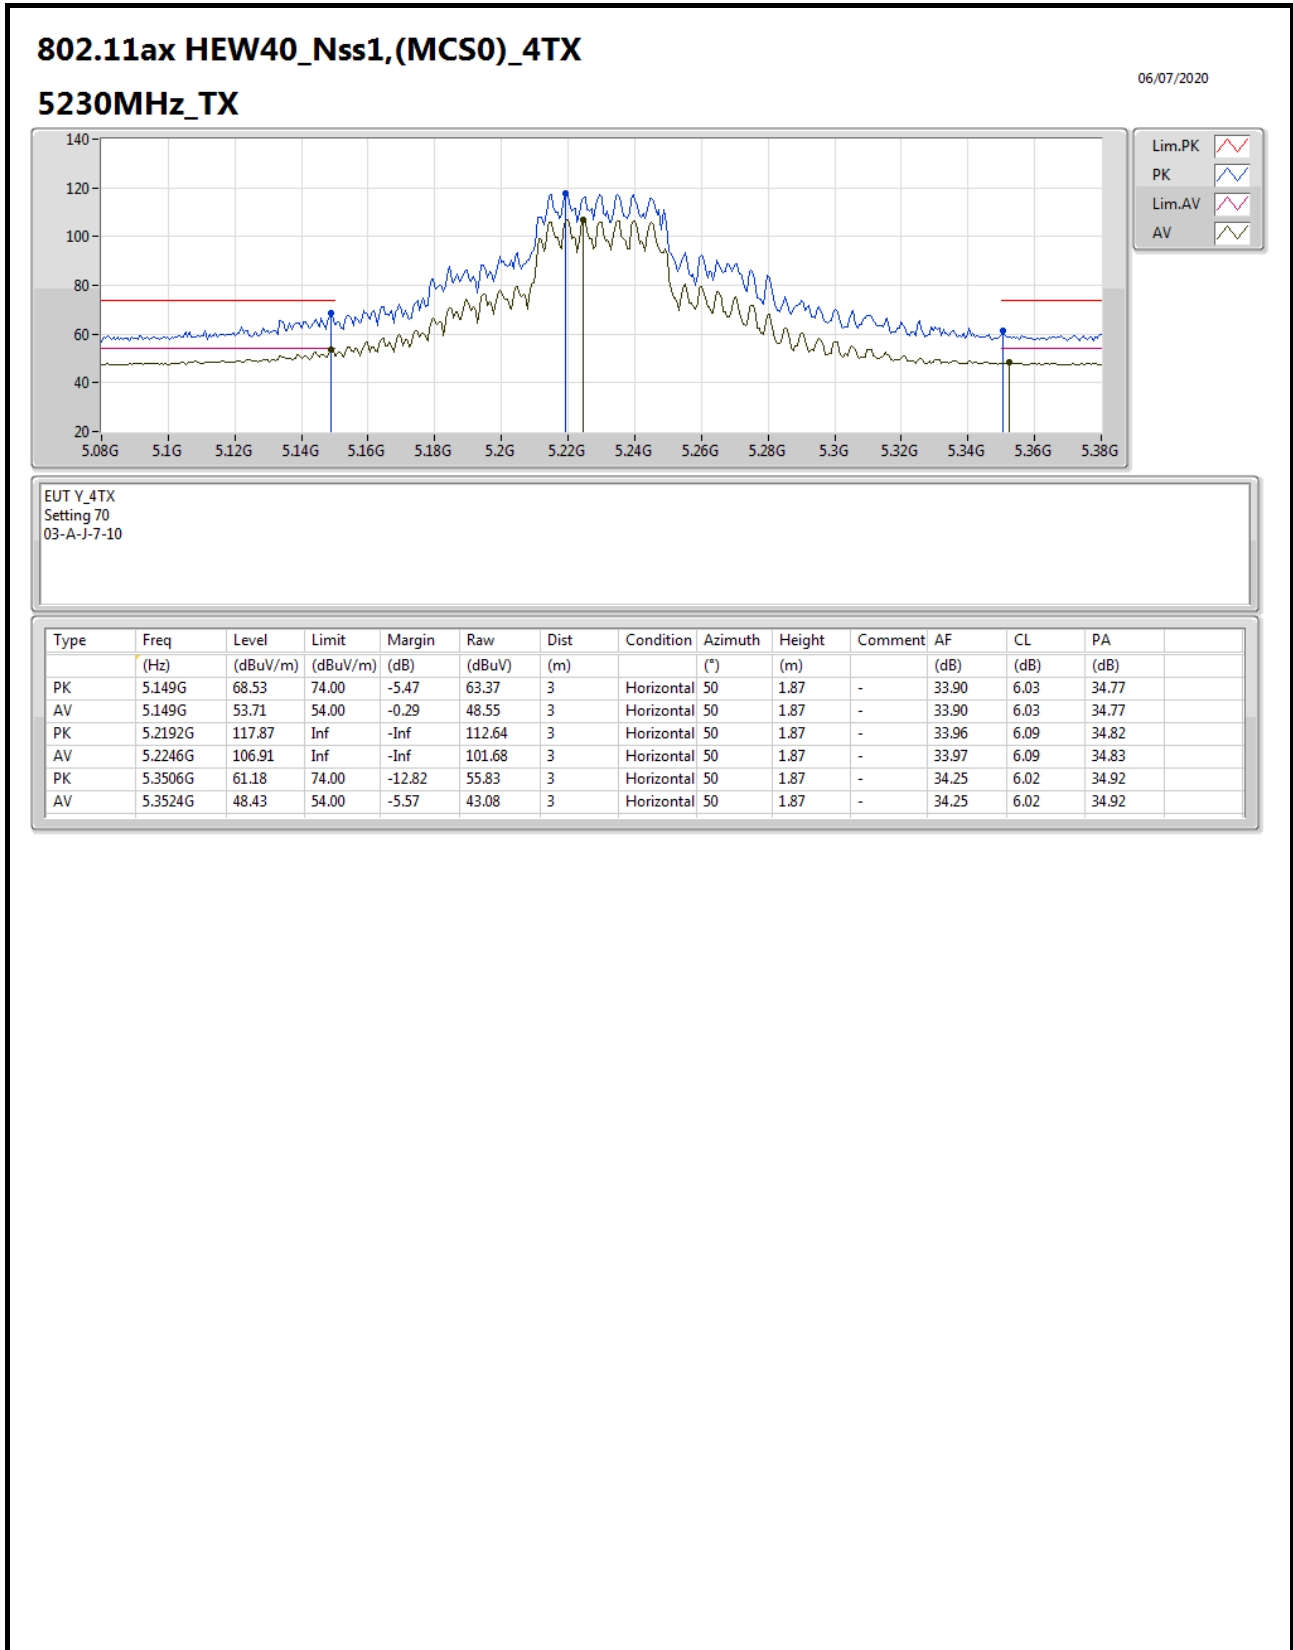 802.11ax HEW40_Nss1,(MCS0)_4TX
06/07/2020
5230MHz_TX
140
120
100
80
60
40
20
5.08G 5.1G 5.12G 5.14G 5.16G 5.18G 5.2G 5.22G 5.24G 5.26G 5.28G 5.3G 5.32G 5.34G 5.36G 5.38G
Lim.PK
PK
Lim.AV
AV
EUT Y_4TX
Setting 70
03-A-J-7-10
Type Freq Level Limit Margin Raw Dist Condition Azimuth Height Comment AF CL PA
(Hz) (dBuV/m) (dBuV/m) (dB) (dBuV) (m) (°) (m) (dB) (dB) (dB)
PK 5.149G 68.53 74.00 -5.47 63.37 3 Horizontal 50 1.87 - 33.90 6.03 34.77
AV 5.149G 53.71 54.00 -0.29 48.55 3 Horizontal 50 1.87 - 33.90 6.03 34.77
PK 5.2192G 117.87 Inf -Inf 112.64 3 Horizontal 50 1.87 - 33.96 6.09 34.82
AV 5.2246G 106.91 Inf -Inf 101.68 3 Horizontal 50 1.87 - 33.97 6.09 34.83
PK 5.3506G 61.18 74.00 -12.82 55.83 3 Horizontal 50 1.87 - 34.25 6.02 34.92
AV 5.3524G 48.43 54.00 -5.57 43.08 3 Horizontal 50 1.87 - 34.25 6.02 34.92